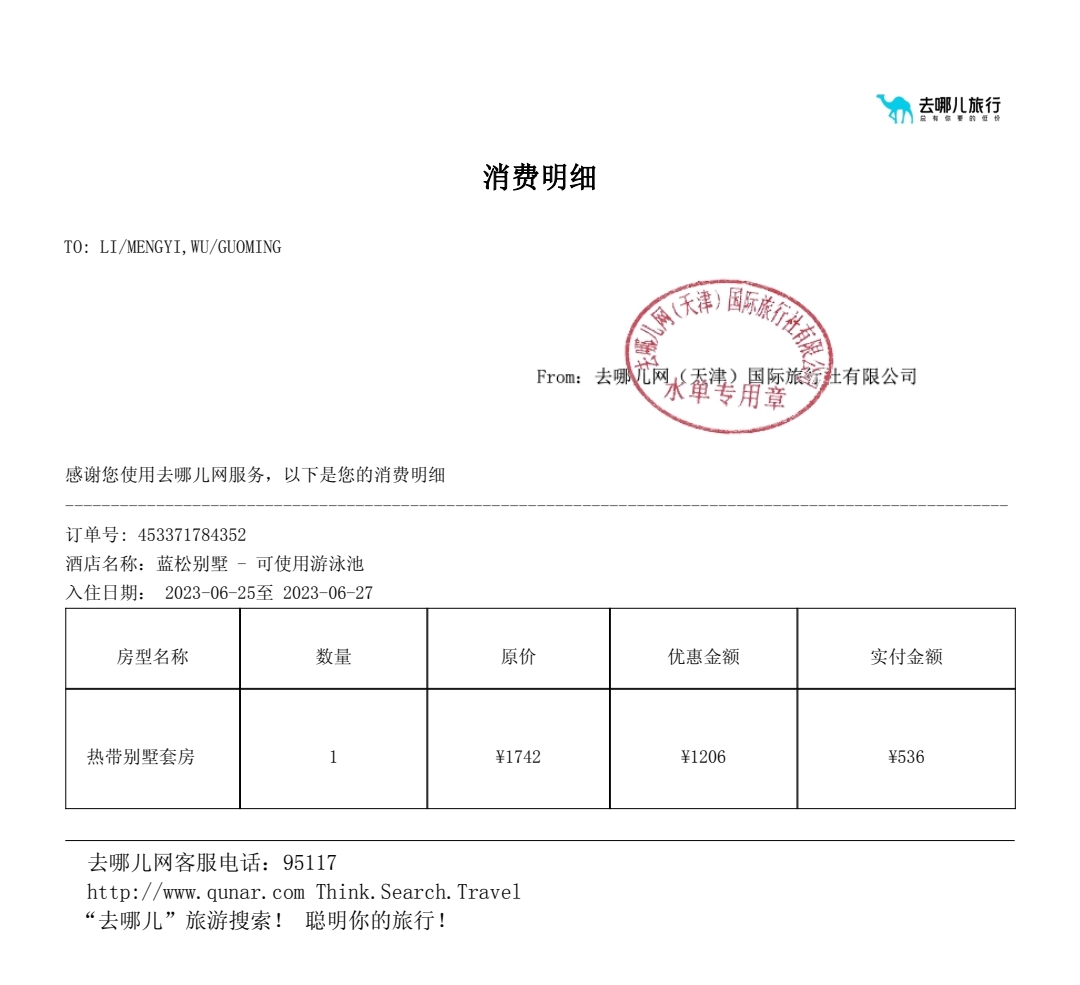 去哪儿旅行
总有你要的低价
消费明细
TO: LI/MENGYI,WU/GUOMING
去哪儿网（天津）国际旅行社有限公司
From: 去哪儿网（天津）国际旅行社有限公司
水单专用章
感谢您使用去哪儿网服务，以下是您的消费明细
订单号: 453371784352
酒店名称: 蓝松别墅 - 可使用游泳池
入住日期: 2023-06-25至 2023-06-27
房型名称 数量 原价 优惠金额 实付金额
热带别墅套房 1 ¥1742 ¥1206 ¥536
去哪儿网客服电话: 95117
http://www.qunar.com Think.Search.Travel
“去哪儿”旅游搜索！ 聪明你的旅行！